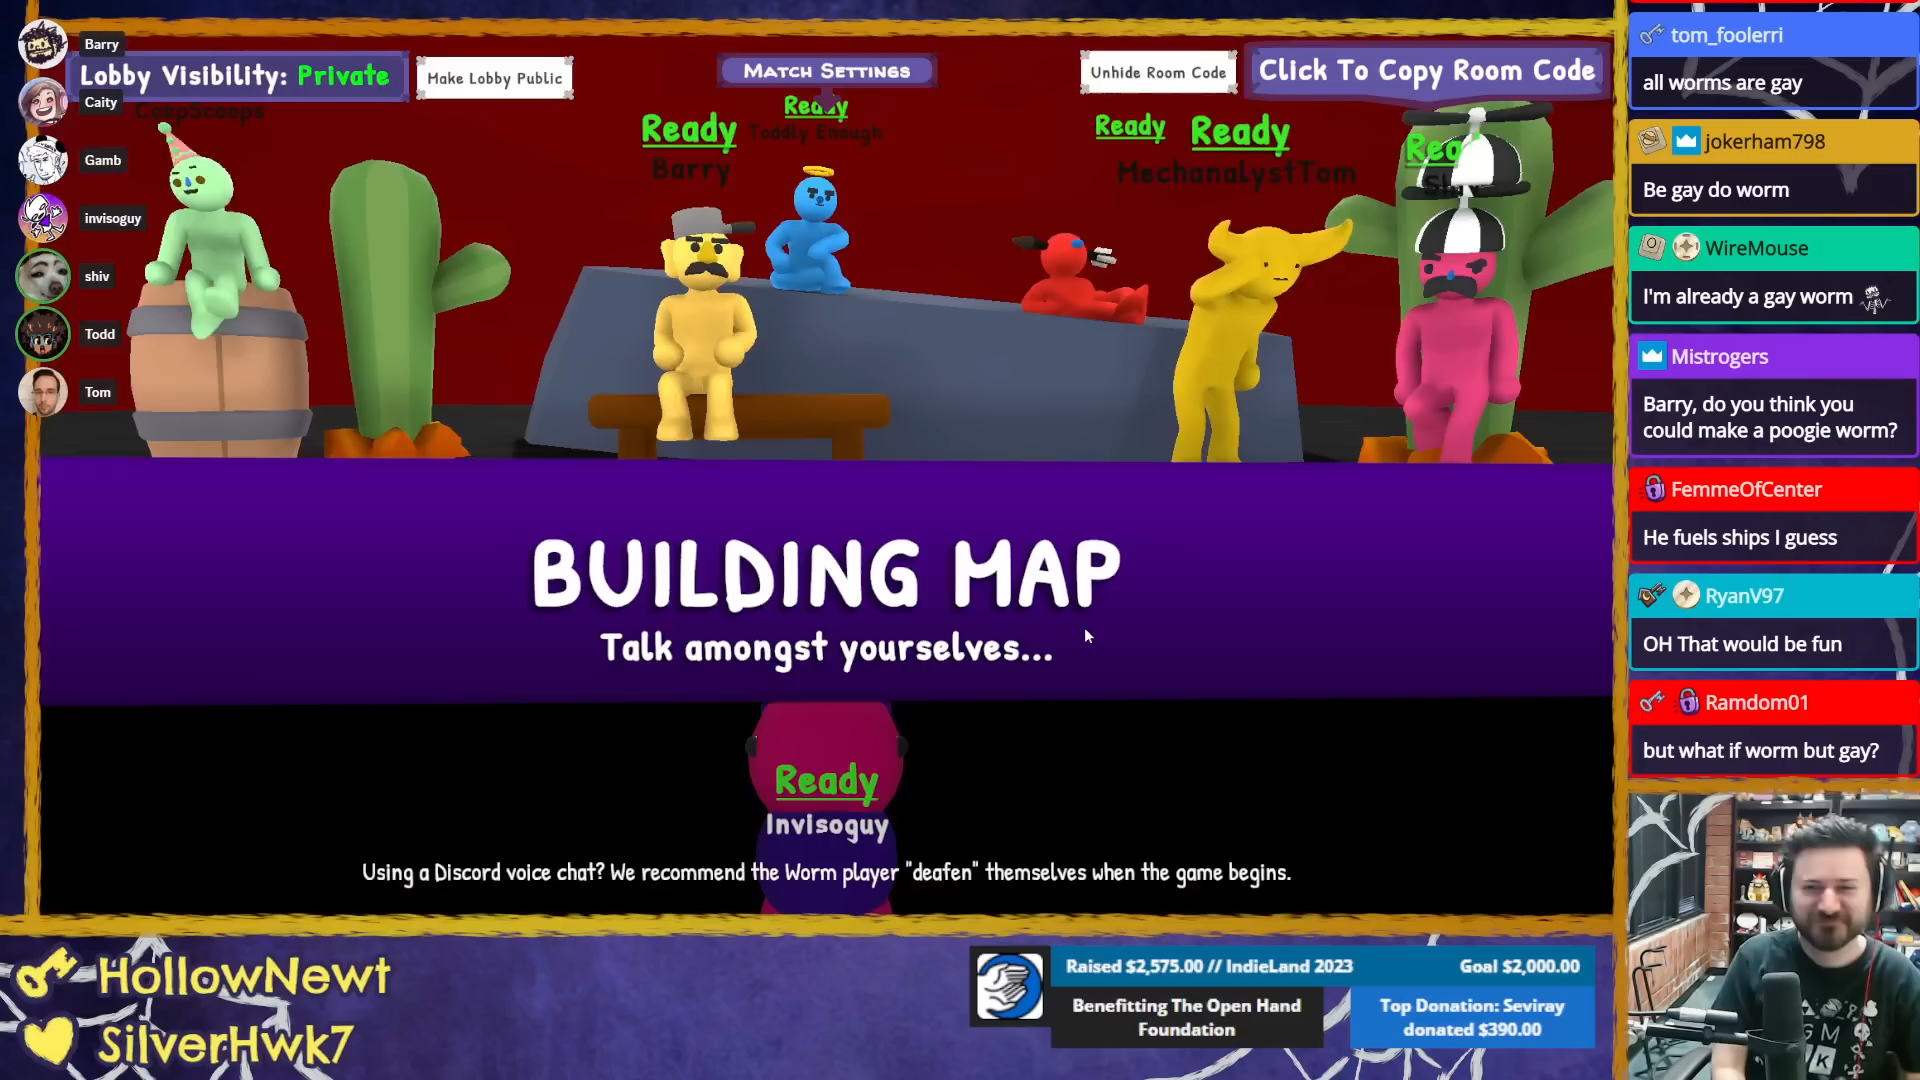 Barry
Caity
Gamb
invisoguy
shiv
Todd
Tom
Lobby Visibility: Private
Make Lobby Public
MATCH SETTINGS
Unhide Room Code
Click To Copy Room Code
CoopScoops
Ready
Barry
Ready
Toddly Enough
Ready
Ready
MechanalystTom
Rea
BUILDING MAP
Talk amongst yourselves...
Ready
Invisoguy
Using a Discord voice chat? We recommend the Worm player "deafen" themselves when the game begins.
tom_foolerri
all worms are gay
jokerham798
Be gay do worm
WireMouse
I'm already a gay worm
Mistrogers
Barry, do you think you
could make a poogie worm?
FemmeOfCenter
He fuels ships I guess
RyanV97
OH That would be fun
Ramdom01
but what if worm but gay?
HollowNewt
SilverHwk7
Raised $2,575.00 // IndieLand 2023
Goal $2,000.00
Benefitting The Open Hand
Foundation
Top Donation: Seviray
donated $390.00